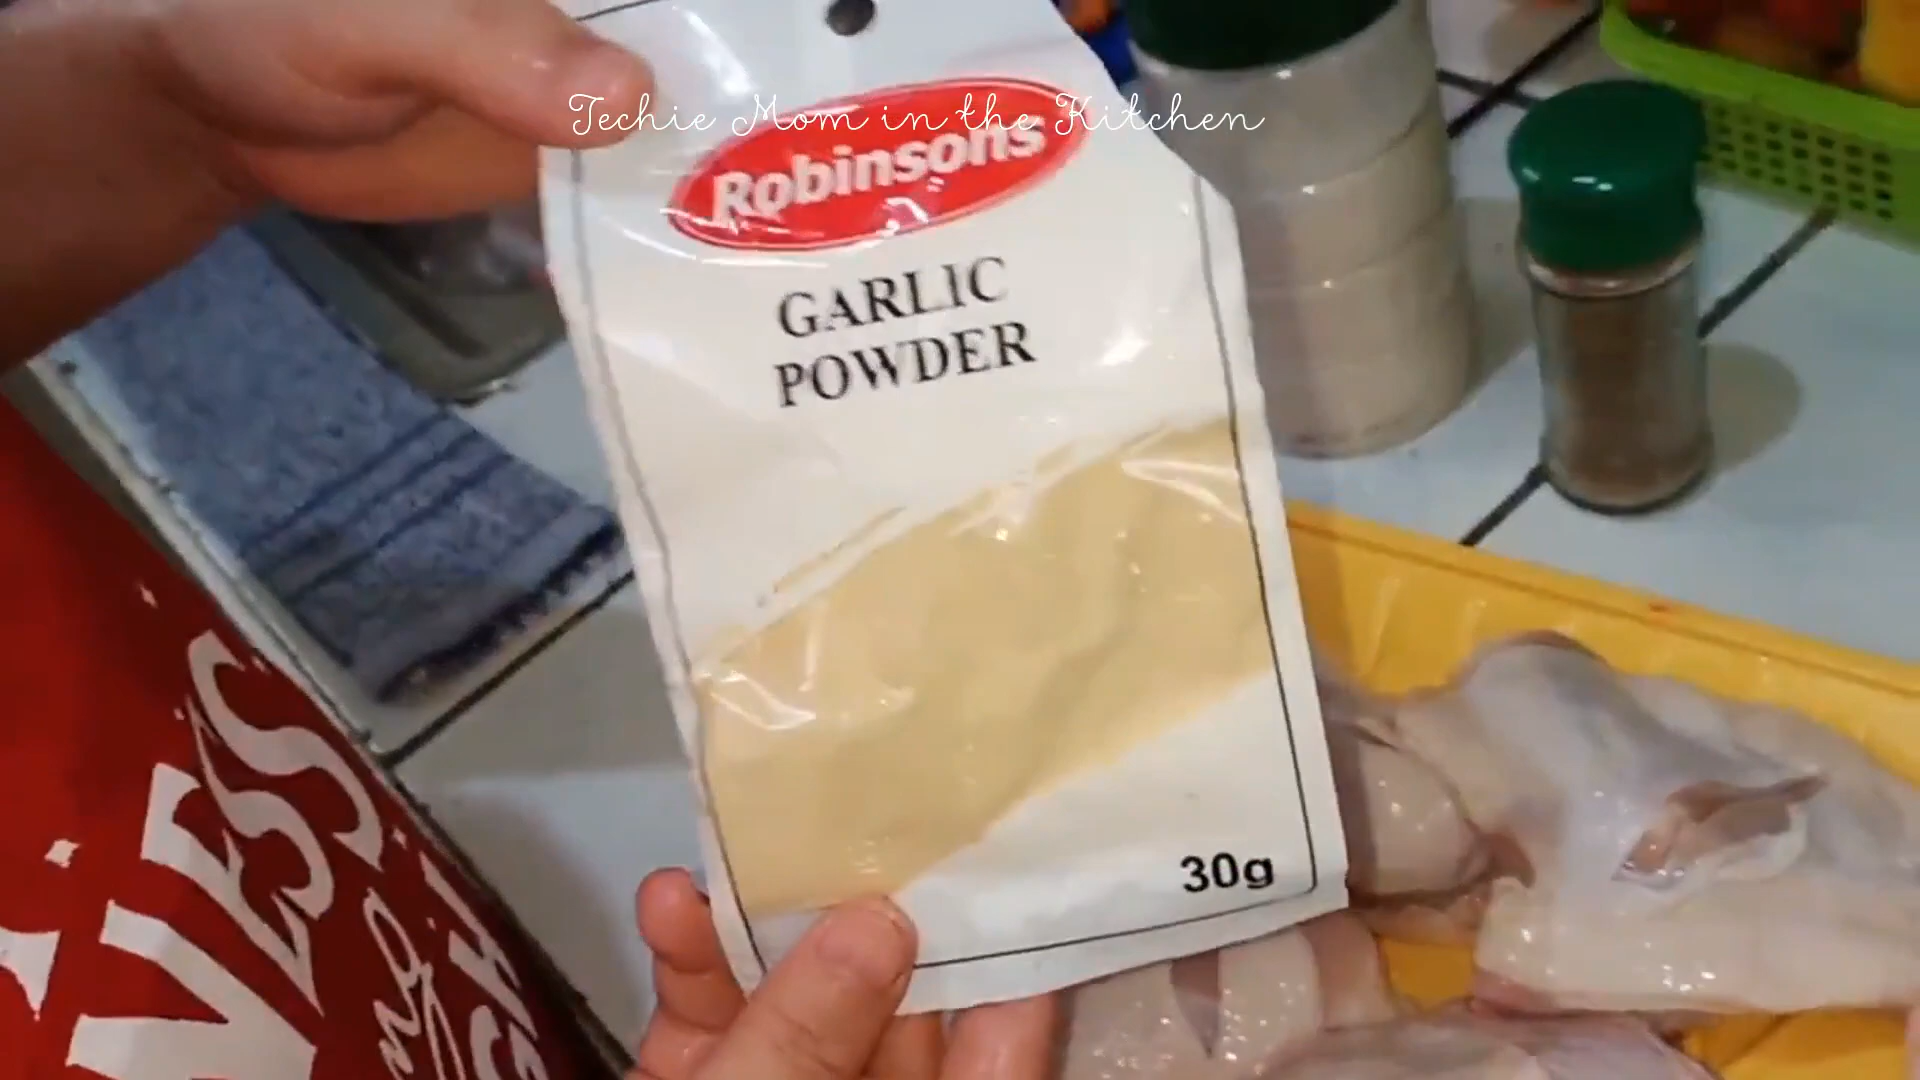 Techie Mom in the Kitchen
Robinsons
GARLIC
POWDER
30g